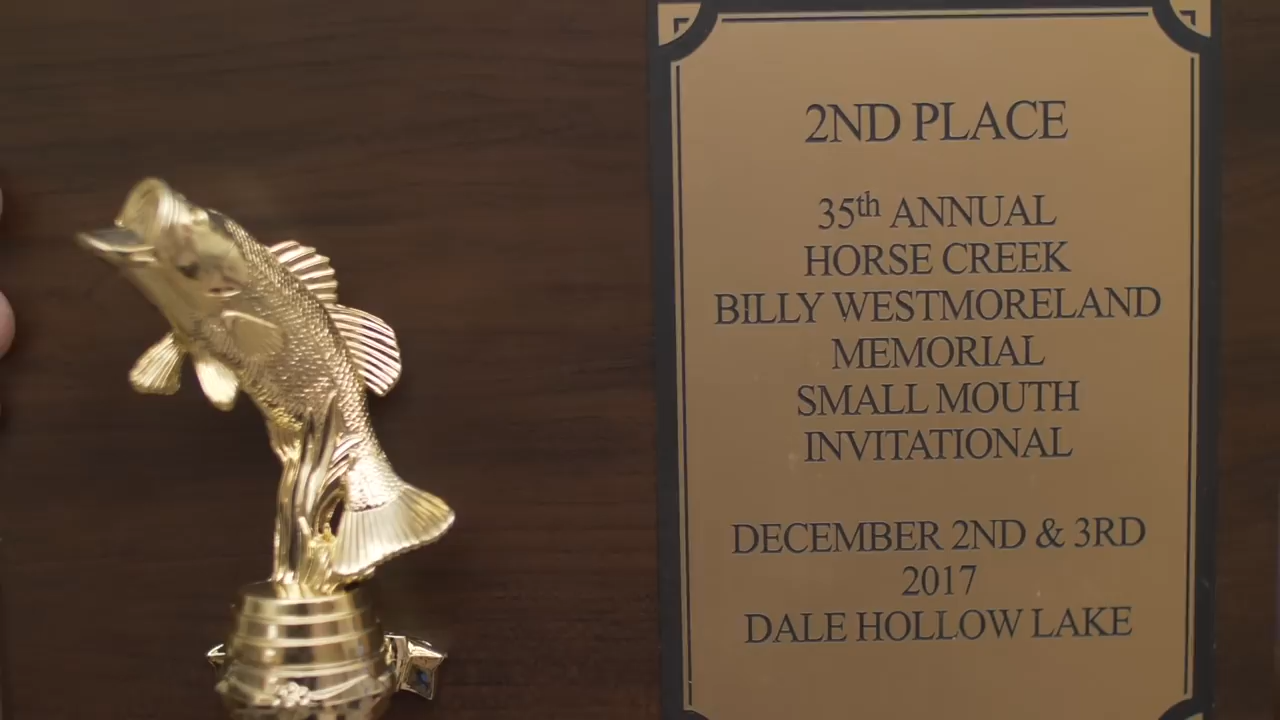 2ND PLACE
35th ANNUAL
HORSE CREEK
BILLY WESTMORELAND
MEMORIAL
SMALL MOUTH
INVITATIONAL
DECEMBER 2ND & 3RD
2017
DALE HOLLOW LAKE